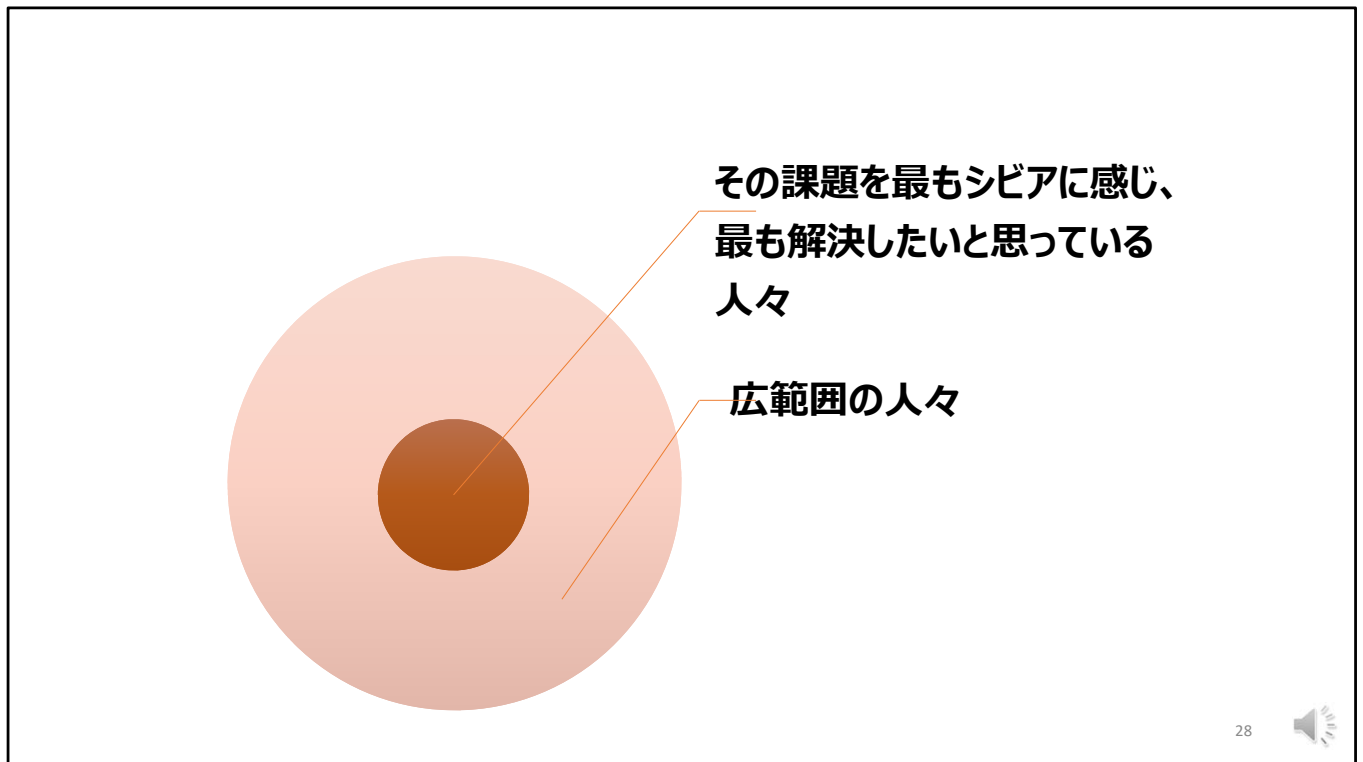 その課題を最もシビアに感じ、
最も解決したいと思っている
人々
広範囲の人々
28